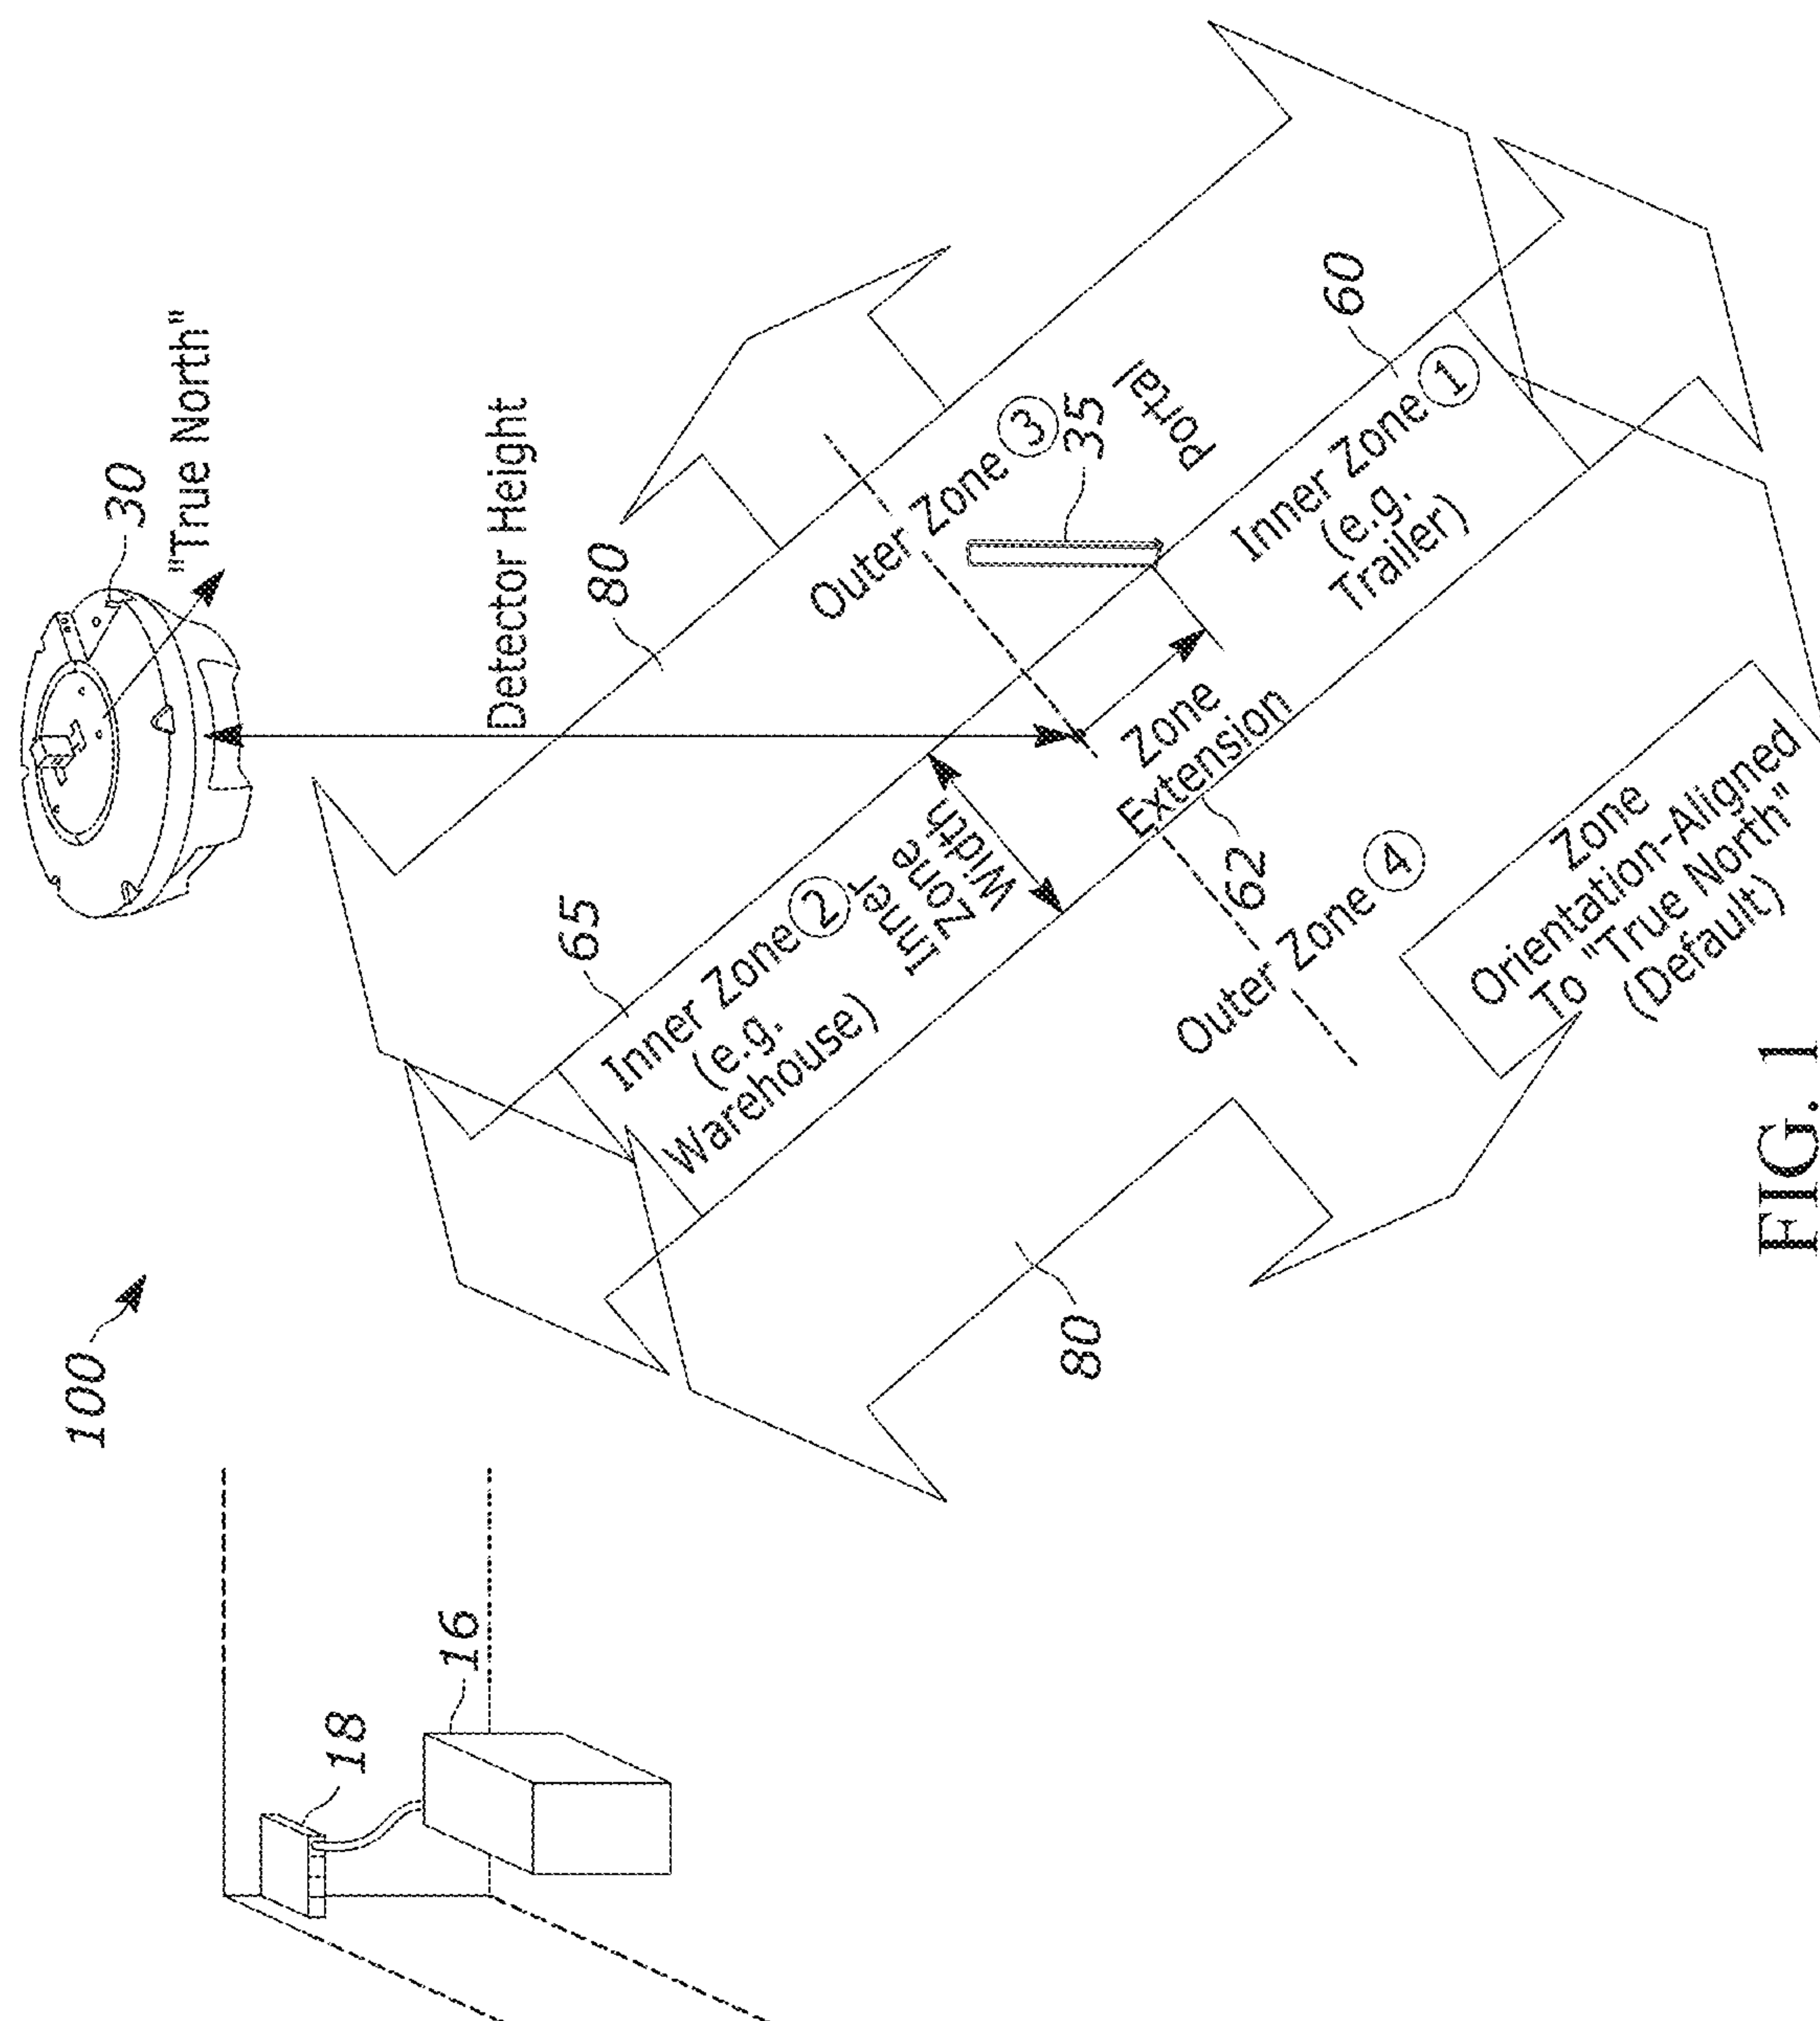 100
30
"True North"
Detector Height
80
18
16
65
Outer Zone 3
35
Portal
60
Inner Zone 2
(e.g.
Warehouse)
Inner
Zone
Width
Zone
Extension
62
Inner Zone 1
(e.g.
Trailer)
Outer Zone 4
80
Zone
Orientation-Aligned
To "True North"
(Default)
FIG. 1